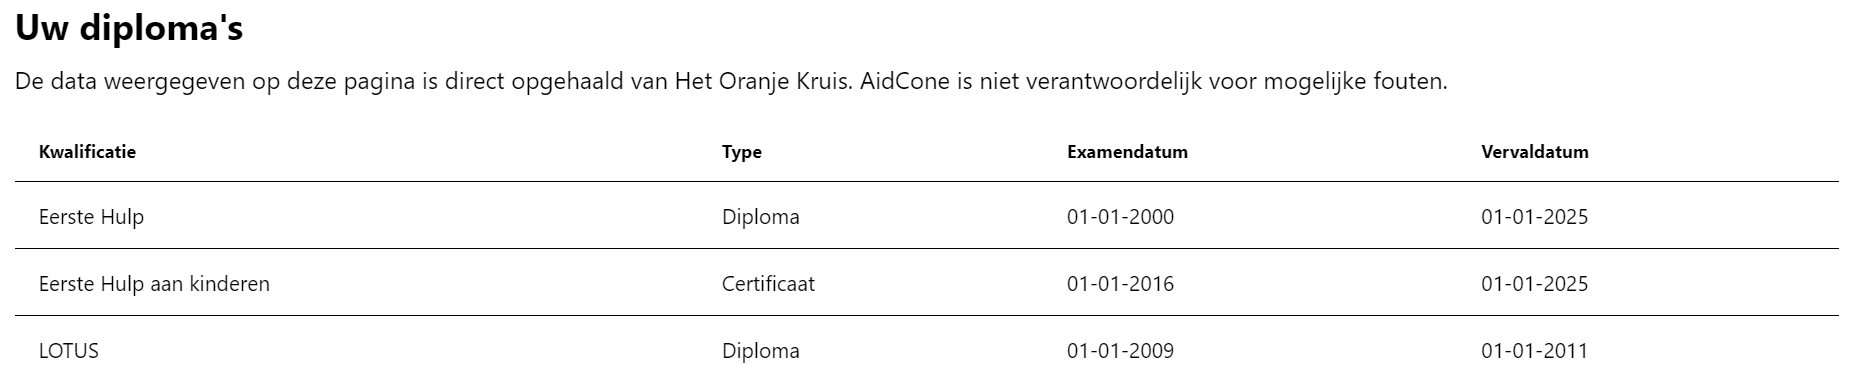 Uw diploma's
De data weergegeven op deze pagina is direct opgehaald van Het Oranje Kruis. AidCone is niet verantwoordelijk voor mogelijke fouten.
Kwalificatie Type Examendatum Vervaldatum
Eerste Hulp Diploma 01-01-2000 01-01-2025
Eerste Hulp aan kinderen Certificaat 01-01-2016 01-01-2025
LOTUS Diploma 01-01-2009 01-01-2011